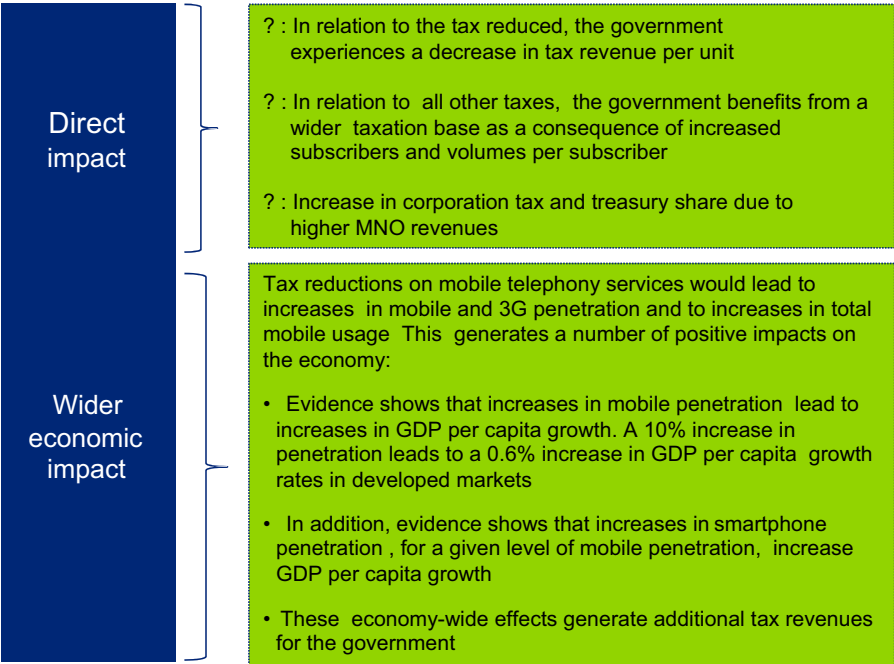 Direct
impact
? : In relation to the tax reduced, the government
experiences a decrease in tax revenue per unit
? : In relation to all other taxes, the government benefits from a
wider taxation base as a consequence of increased
subscribers and volumes per subscriber
? : Increase in corporation tax and treasury share due to
higher MNO revenues
Wider
economic
impact
Tax reductions on mobile telephony services would lead to
increases in mobile and 3G penetration and to increases in total
mobile usage This generates a number of positive impacts on
the economy:
• Evidence shows that increases in mobile penetration lead to
increases in GDP per capita growth. A 10% increase in
penetration leads to a 0.6% increase in GDP per capita growth
rates in developed markets
• In addition, evidence shows that increases in smartphone
penetration , for a given level of mobile penetration, increase
GDP per capita growth
• These economy-wide effects generate additional tax revenues
for the government